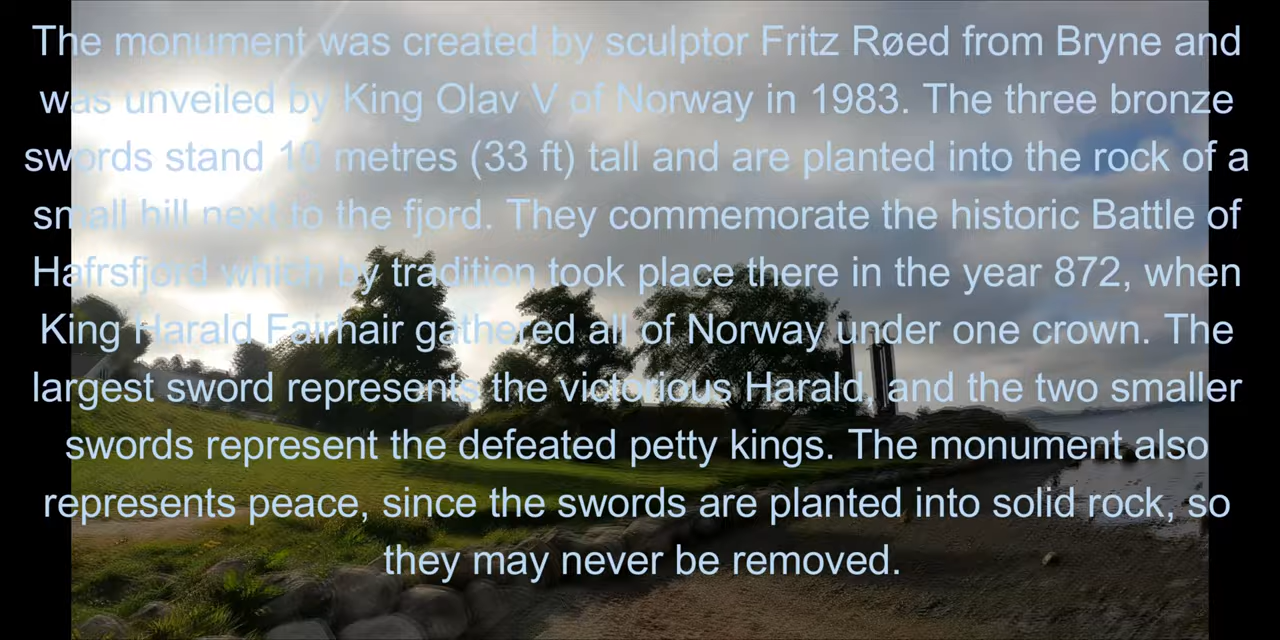 The monument was created by sculptor Fritz Røed from Bryne and
was unveiled by King Olav V of Norway in 1983. The three bronze
swords stand 10 metres (33 ft) tall and are planted into the rock of a
small hill next to the fjord. They commemorate the historic Battle of
Hafrsfjord which by tradition took place there in the year 872, when
King Harald Fairhair gathered all of Norway under one crown. The
largest sword represents the victorious Harald, and the two smaller
swords represent the defeated petty kings. The monument also
represents peace, since the swords are planted into solid rock, so
they may never be removed.